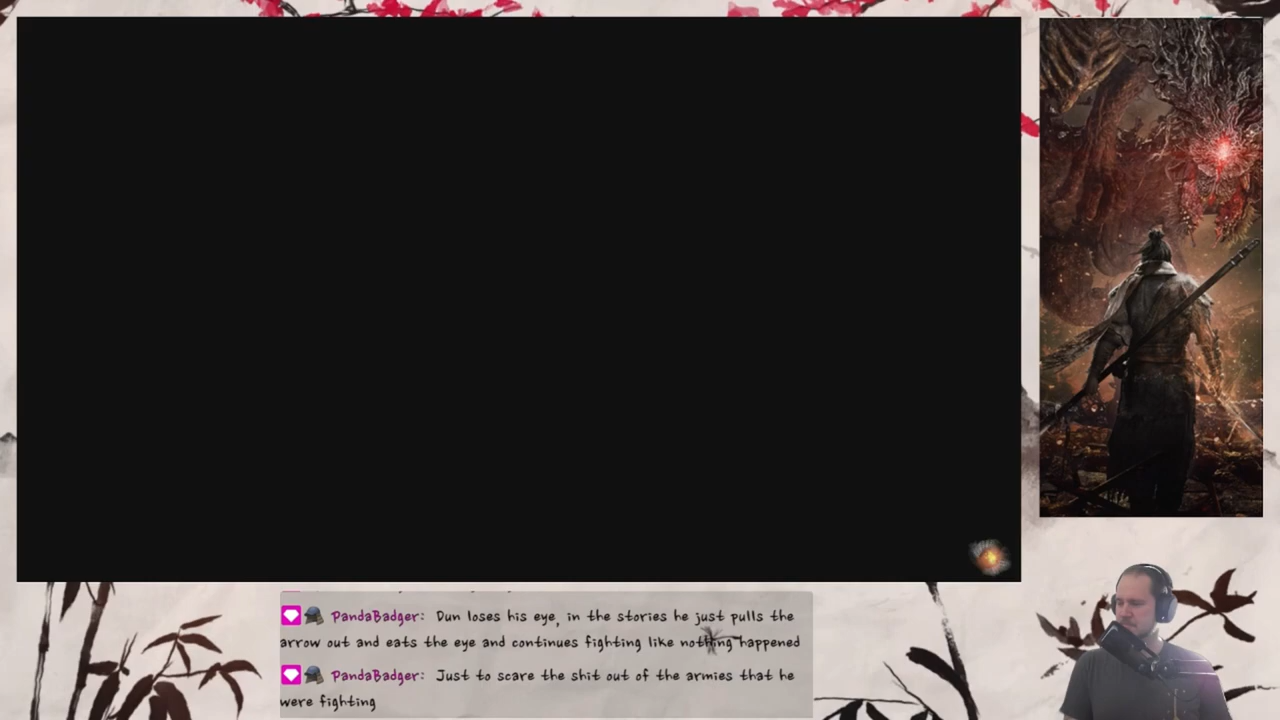 PandaBadger: Dun loses his eye, in the stories he just pulls the
arrow out and eats the eye and continues fighting like nothing happened
PandaBadger: Just to scare the shit out of the armies that he
were fighting